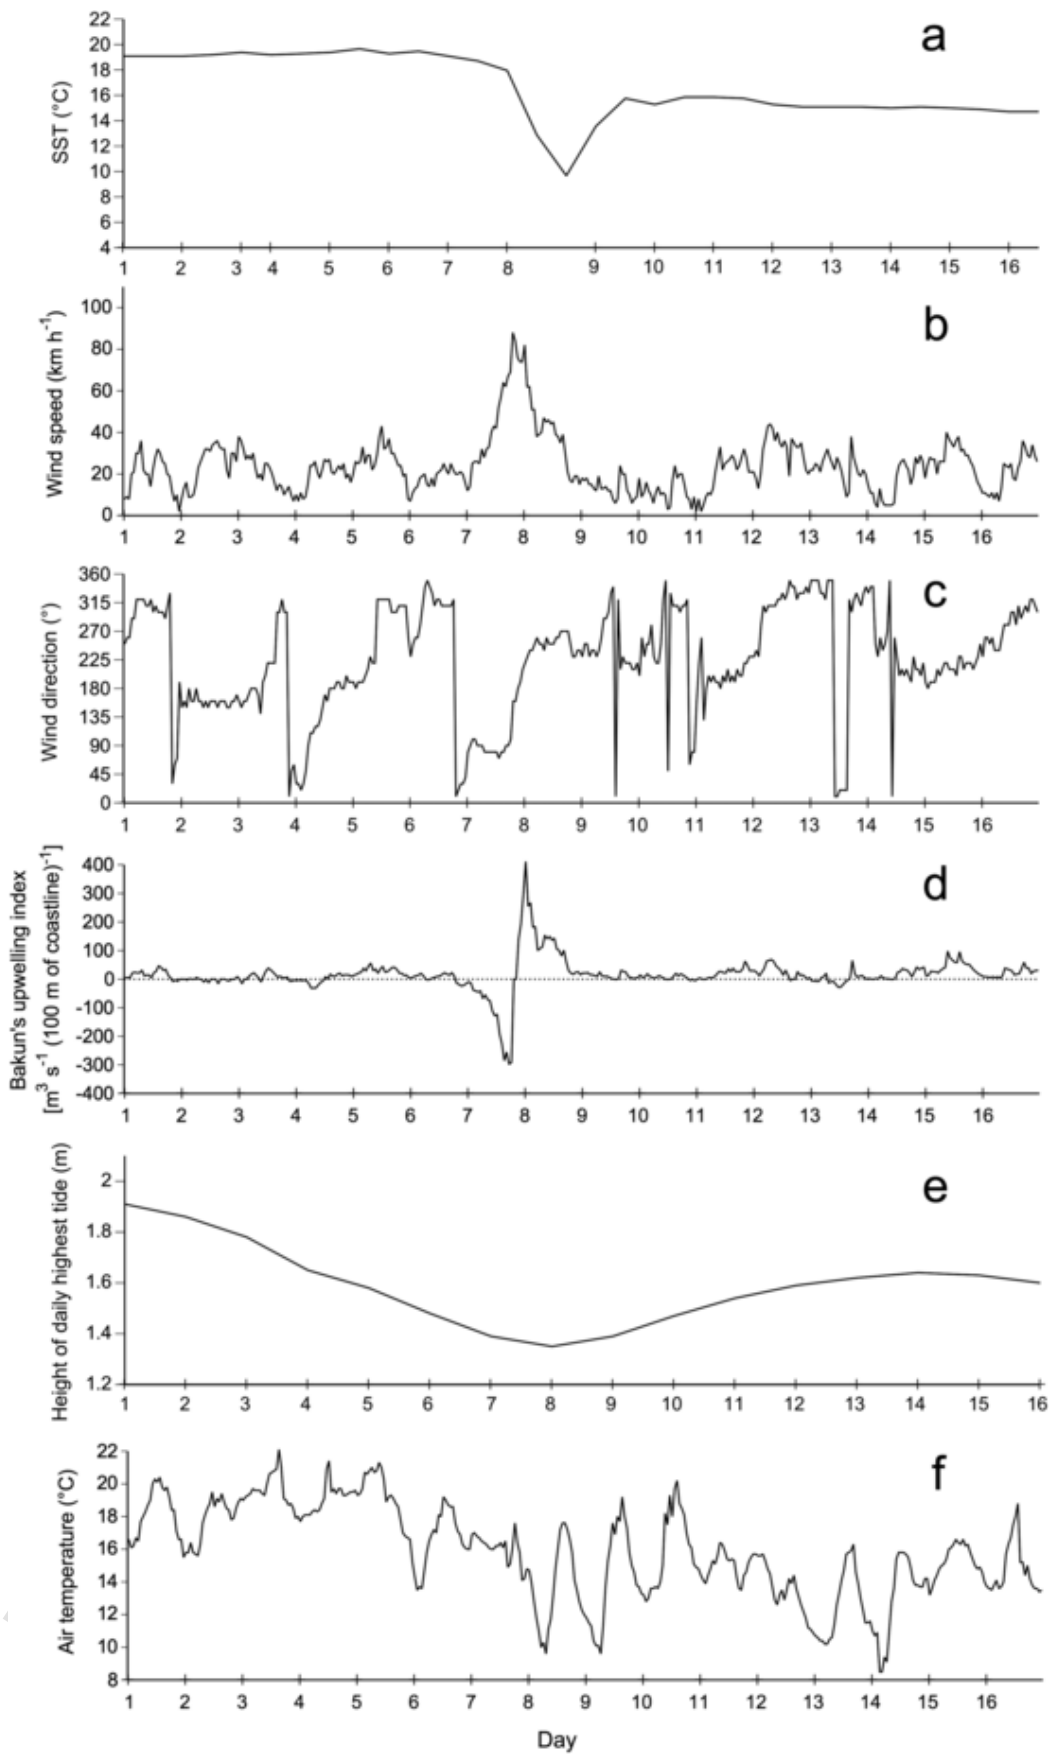 a
SST (°C)
22
20
18
16
14
12
10
8
6
4
1 2 3 4 5 6 7 8 9 10 11 12 13 14 15 16
b
Wind speed (km h-1)
100
80
60
40
20
0
1 2 3 4 5 6 7 8 9 10 11 12 13 14 15 16
c
Wind direction (°)
360
315
270
225
180
135
90
45
0
1 2 3 4 5 6 7 8 9 10 11 12 13 14 15 16
d
Bakun's upwelling index
[m3 s-1 (100 m of coastline)-1]
400
300
200
100
0
-100
-200
-300
-400
1 2 3 4 5 6 7 8 9 10 11 12 13 14 15 16
e
Height of daily highest tide (m)
2
1.8
1.6
1.4
1.2
1 2 3 4 5 6 7 8 9 10 11 12 13 14 15 16
f
Air temperature (°C)
22
20
18
16
14
12
10
8
1 2 3 4 5 6 7 8 9 10 11 12 13 14 15 16
Day